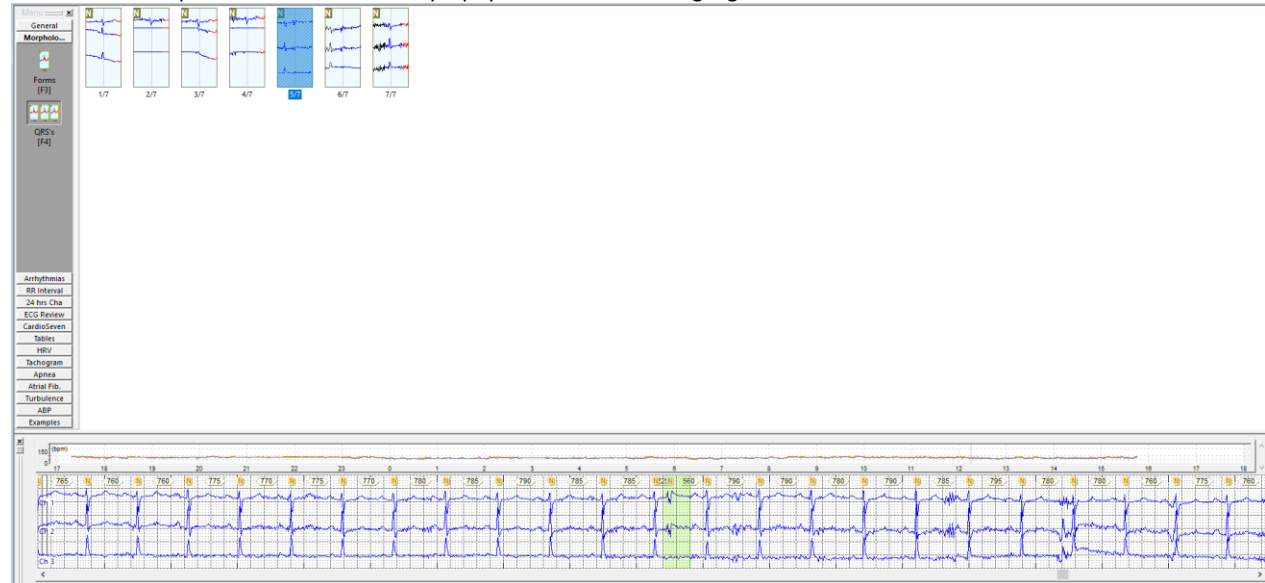 Menu
General
Morpholo...
Forms
[F3]
QRS's
[F4]
N N N N N N N
1/7 2/7 3/7 4/7 5/7 6/7 7/7
Arrhythmias
RR Interval
24 hrs Cha
ECG Review
CardioSeven
Tables
HRV
Tachogram
Apnea
Atrial Fib.
Turbulence
ABP
Examples
150 (bpm)
0
17 18 19 20 21 22 23 0 1 2 3 4 5 6 7 8 9 10 11 12 13 14 15 16 17 18
765 N 760 N 760 N 775 N 770 N 775 N 770 N 780 N 785 N 790 N 785 N 785 N N 560 N 790 N 790 N 780 N 790 N 785 N 795 N 780 N 780 N 760 N 775 N 760
Ch 1
Ch 2
Ch 3